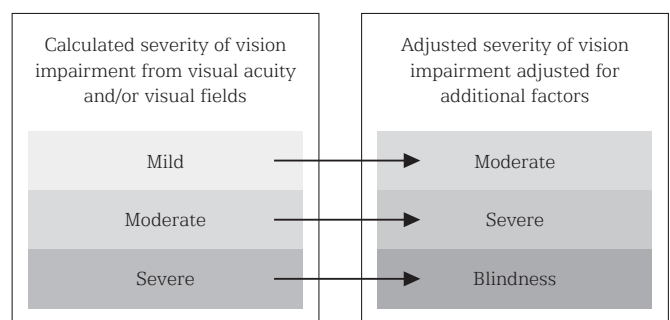 Calculated severity of vision
impairment from visual acuity
and/or visual fields
Mild
Moderate
Severe
Adjusted severity of vision
impairment adjusted for
additional factors
Moderate
Severe
Blindness